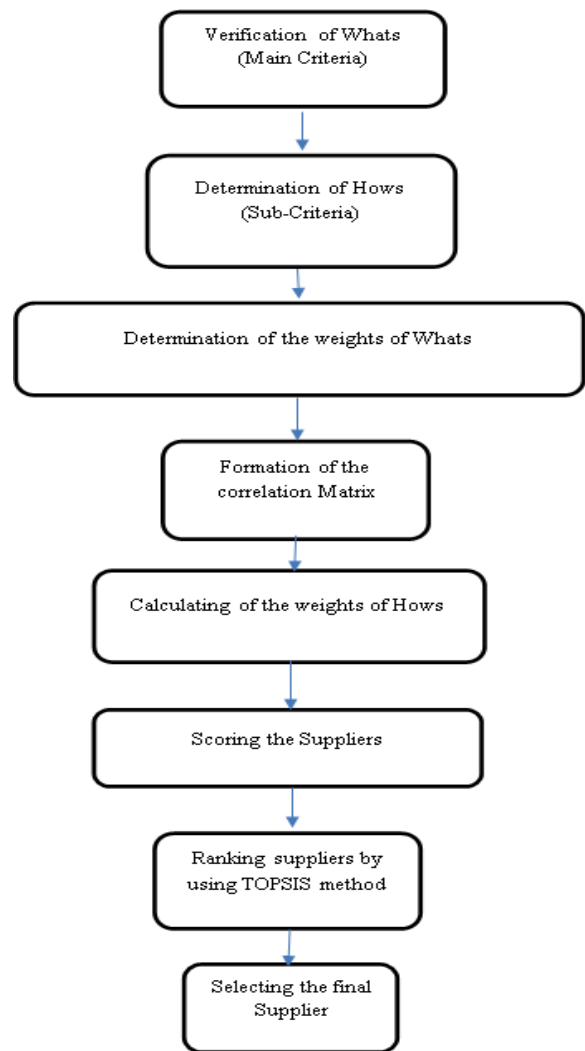 Verification of Whats
(Main Criteria)
Determination of Hows
(Sub-Criteria)
Determination of the weights of Whats
Formation of the
correlation Matrix
Calculating of the weights of Hows
Scoring the Suppliers
Ranking suppliers by
using TOPSIS method
Selecting the final
Supplier